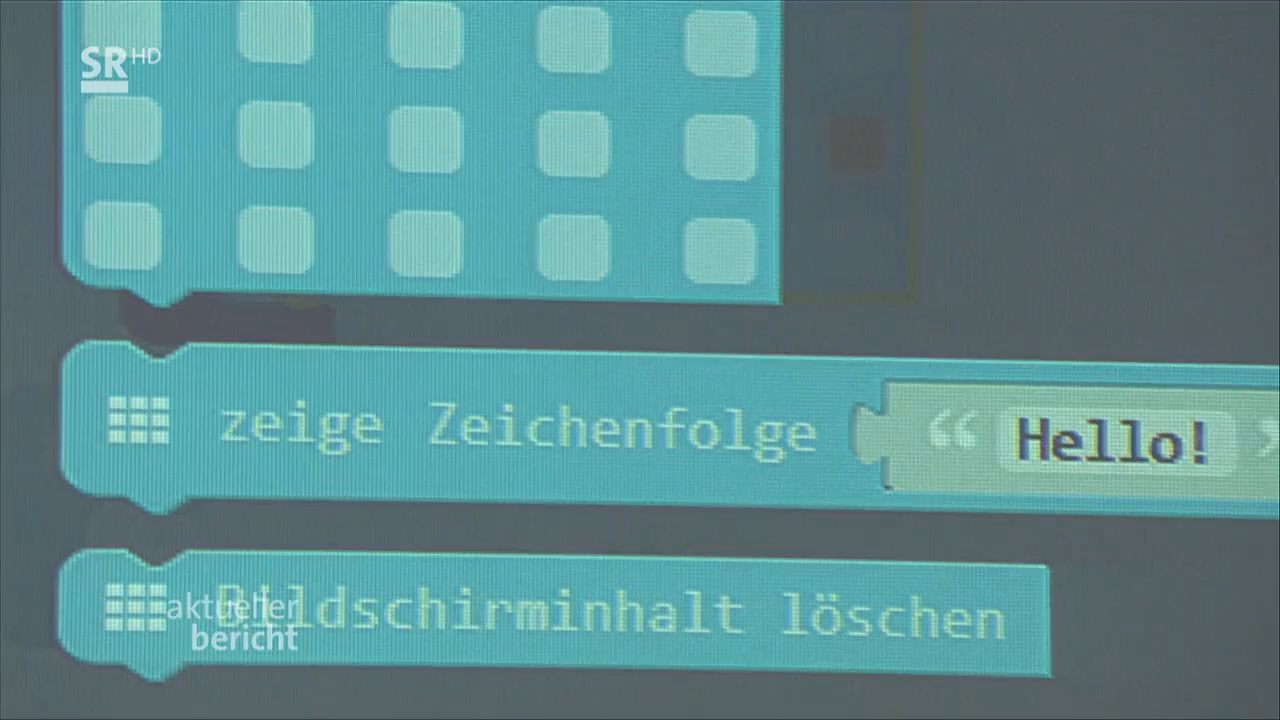 SR HD
zeige Zeichenfolge “ Hello! ”
Bildschirminhalt löschen
aktueller
bericht